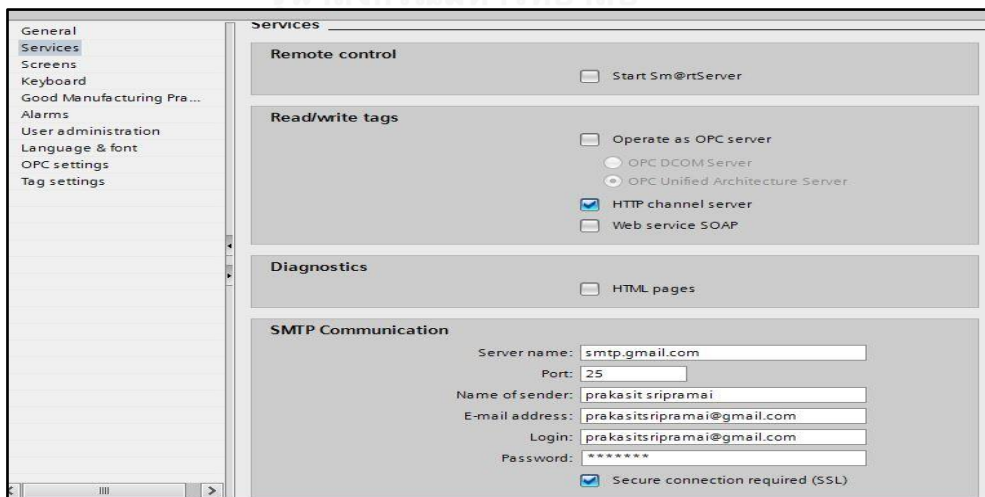 General
Services
Screens
Keyboard
Good Manufacturing Pra...
Alarms
User administration
Language & font
OPC settings
Tag settings
Services
Remote control
Start Sm@rtServer
Read/write tags
Operate as OPC server
OPC DCOM Server
OPC Unified Architecture Server
HTTP channel server
Web service SOAP
Diagnostics
HTML pages
SMTP Communication
Server name: smtp.gmail.com
Port: 25
Name of sender: prakasit sripramai
E-mail address: prakasitsripramai@gmail.com
Login: prakasitsripramai@gmail.com
Password: *******
Secure connection required (SSL)